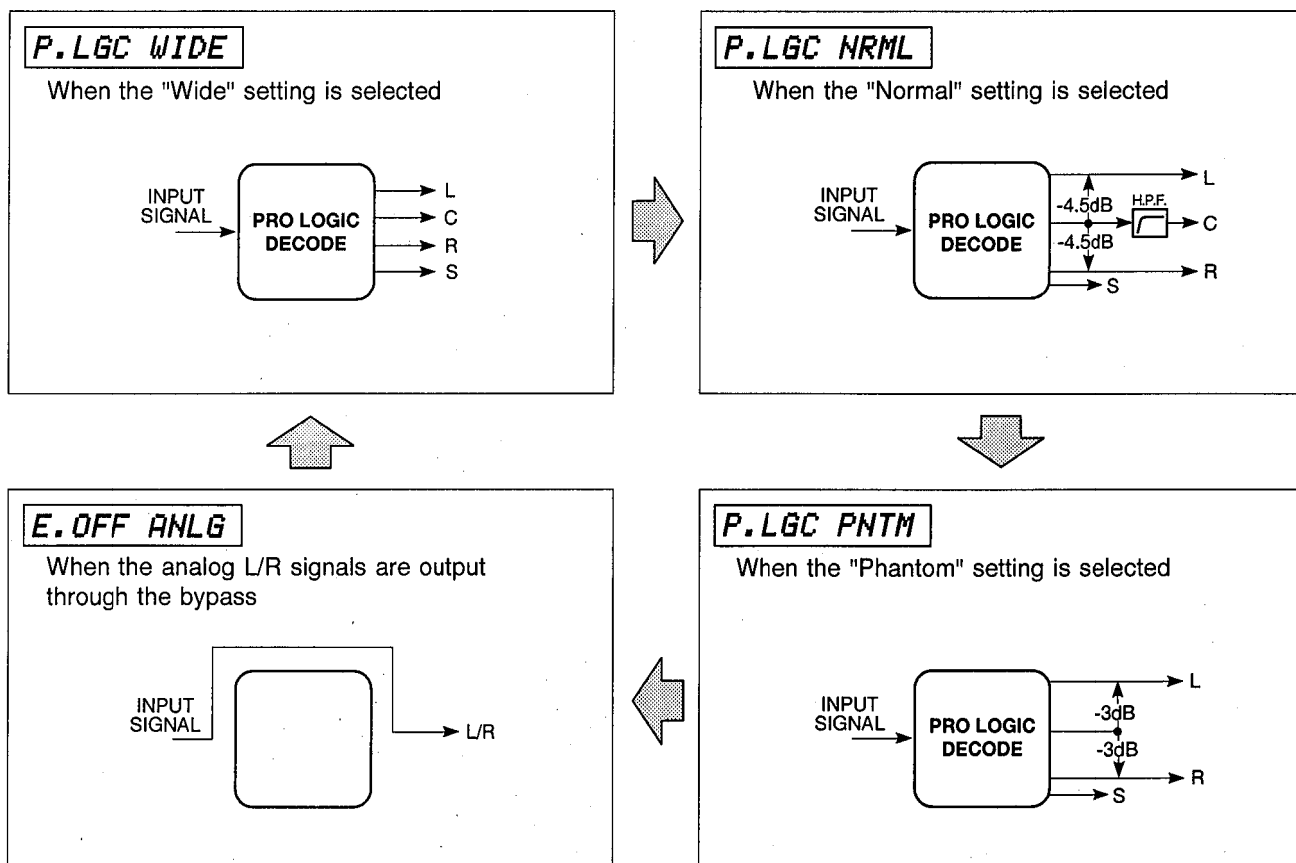 P.LGC WIDE
When the "Wide" setting is selected
INPUT
SIGNAL
PRO LOGIC
DECODE
L
C
R
S
P.LGC NRML
When the "Normal" setting is selected
INPUT
SIGNAL
PRO LOGIC
DECODE
-4.5dB
-4.5dB
H.P.F.
L
C
R
S
E.OFF ANLG
When the analog L/R signals are output
through the bypass
INPUT
SIGNAL
L/R
P.LGC PNTM
When the "Phantom" setting is selected
INPUT
SIGNAL
PRO LOGIC
DECODE
-3dB
-3dB
L
R
S